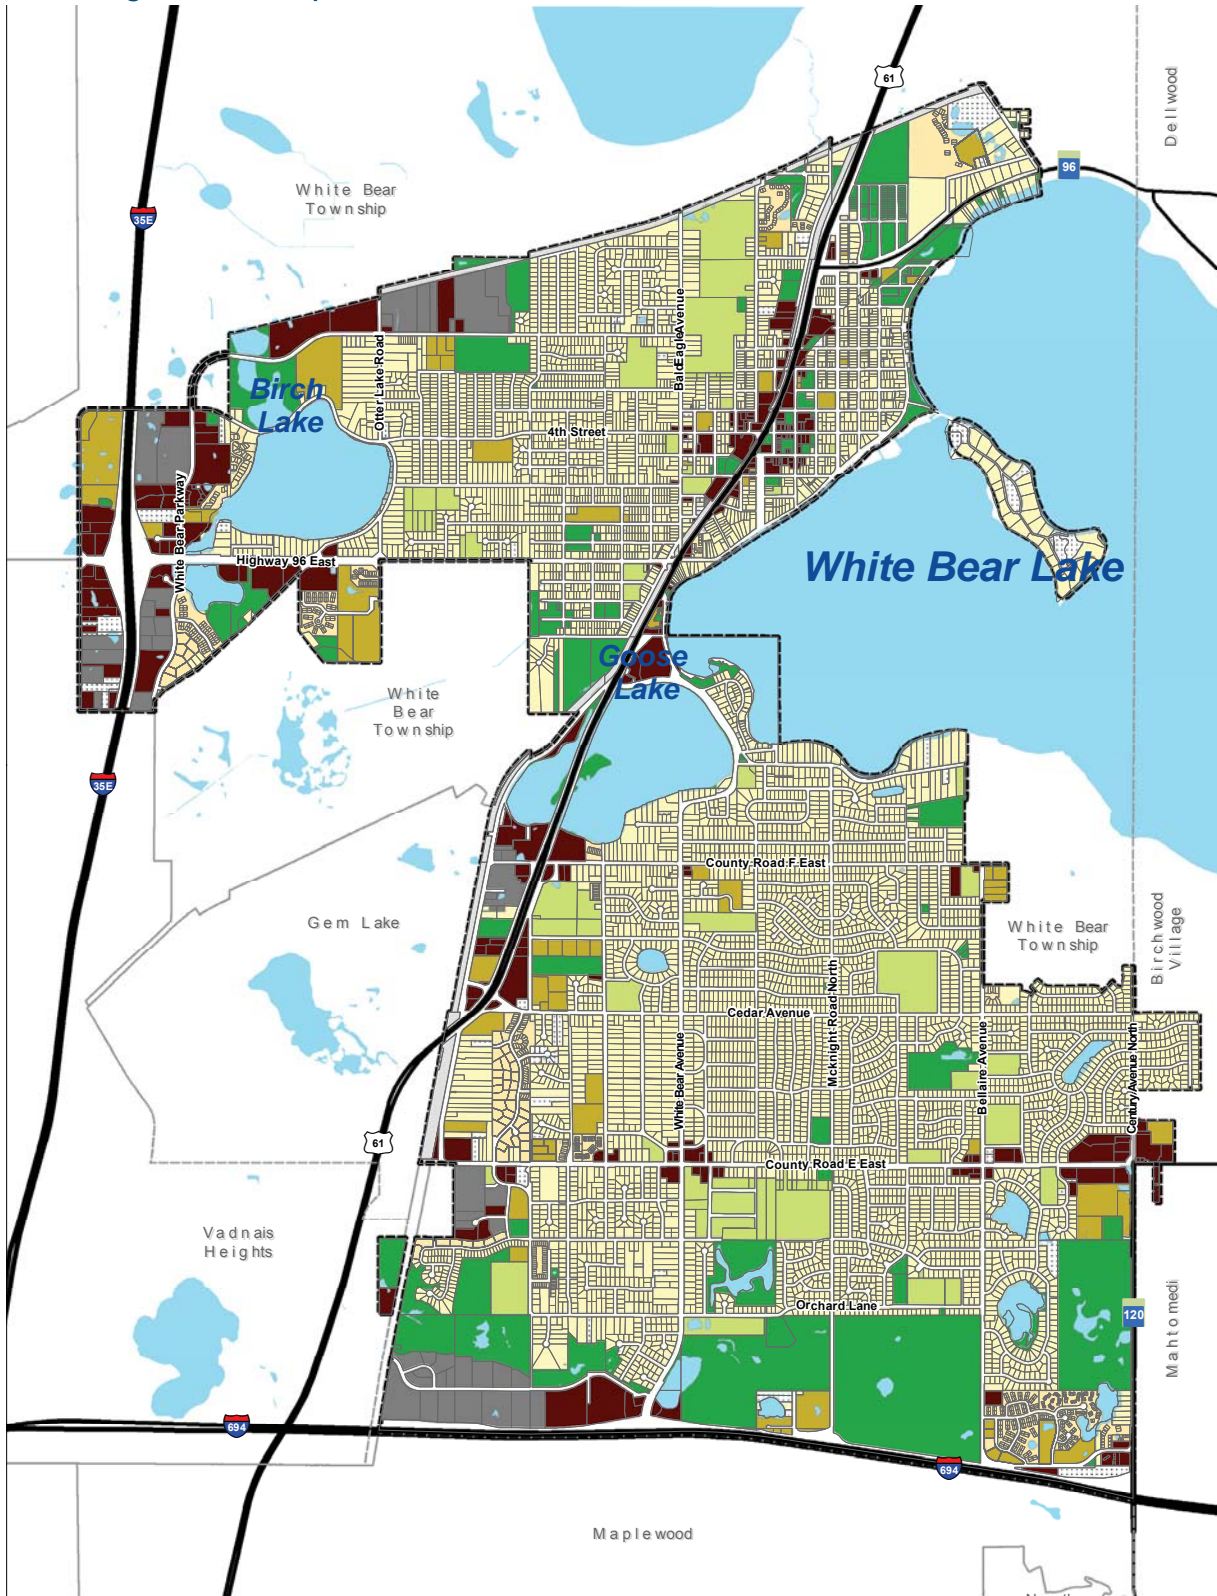 61
Dellwood
96
White Bear
Township
35E
Bald Eagle Avenue
Otter Lake Road
Birch
Lake
4th Street
White Bear Parkway
Highway 96 East
White Bear Lake
Goose
Lake
White
Bear
Township
35E
County Road F East
Gem Lake
White Bear
Township
Birchwood
Village
Mcknight Road North
Cedar Avenue
White Bear Avenue
Bellaire Avenue
Century Avenue North
61
County Road E East
Vadnais
Heights
Orchard Lane
120
Mahtomedi
694
694
Maplewood